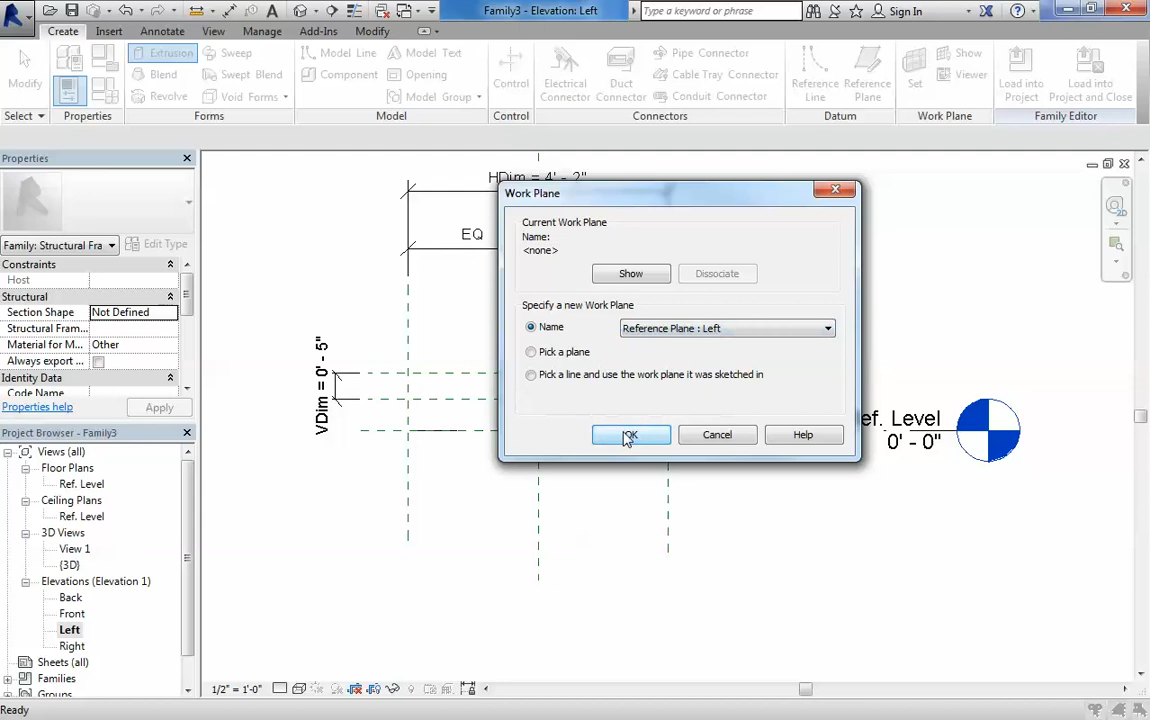 Family3 - Elevation: Left
Type a keyword or phrase
Sign In
Create Insert Annotate View Manage Add-Ins Modify
Modify
Extrusion Sweep
Blend Swept Blend
Revolve Void Forms
Model Line Model Text
Component Opening
Model Group
Control
Electrical Connector
Duct Connector
Pipe Connector
Cable Tray Connector
Conduit Connector
Reference Line
Reference Plane
Set
Show
Viewer
Load into Project
Load into Project and Close
Select Properties Forms Model Control Connectors Datum Work Plane Family Editor
Properties
Family: Structural Fra
Edit Type
Constraints
Host
Structural
Section Shape Not Defined
Structural Fram...
Material for M... Other
Always export ...
Identity Data
Code Name
Properties help
Apply
Project Browser - Family3
Views (all)
Floor Plans
Ref. Level
Ceiling Plans
Ref. Level
3D Views
View 1
{3D}
Elevations (Elevation 1)
Back
Front
Left
Right
Sheets (all)
Families
Groups
HDim = 4' - 2"
EQ
VDim = 0' - 5"
Work Plane
Current Work Plane
Name:
<none>
Show Dissociate
Specify a new Work Plane
Name Reference Plane : Left
Pick a plane
Pick a line and use the work plane it was sketched in
OK Cancel Help
ef. Level
0' - 0"
1/2" = 1'-0"
Ready